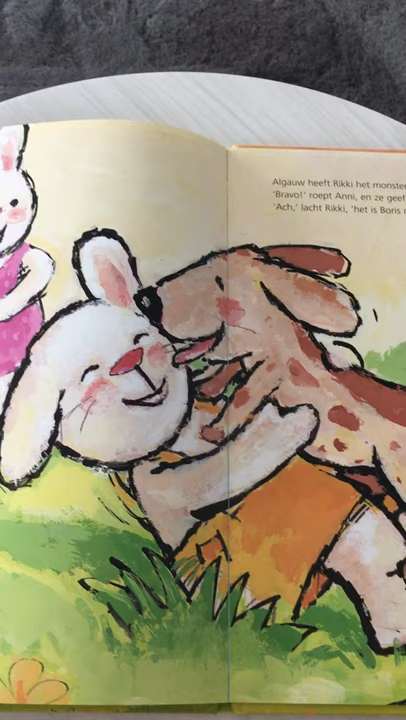 Algauw heeft Rikki het monster
'Bravo!' roept Anni, en ze geef
'Ach,' lacht Rikki, 'het is Boris